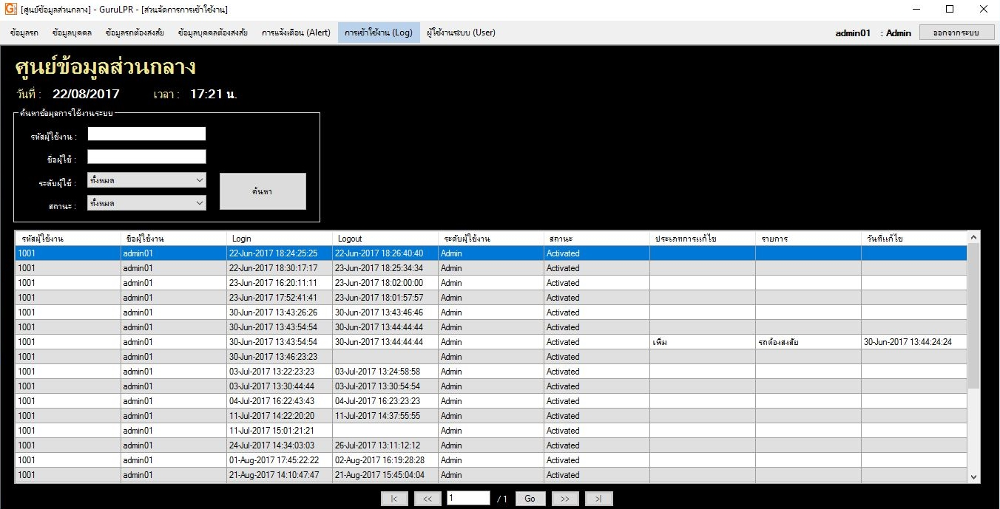 [ศูนย์ข้อมูลส่วนกลาง] - GuruLPR - [ส่วนจัดการการเข้าใช้งาน]
ข้อมูลรถ ข้อมูลบุคคล ข้อมูลรถต้องสงสัย ข้อมูลบุคคลต้องสงสัย การแจ้งเตือน (Alert) การเข้าใช้งาน (Log) ผู้ใช้งานระบบ (User) admin01 : Admin ออกจากระบบ
ศูนย์ข้อมูลส่วนกลาง
วันที่ : 22/08/2017 เวลา : 17:21 น.
ค้นหาข้อมูลการใช้งานระบบ
รหัสผู้ใช้งาน :
ชื่อผู้ใช้ :
ระดับผู้ใช้ : ทั้งหมด
ค้นหา
สถานะ : ทั้งหมด
รหัสผู้ใช้งาน ชื่อผู้ใช้งาน Login Logout ระดับผู้ใช้งาน สถานะ ประเภทการแก้ไข รายการ วันที่แก้ไข
1001 admin01 22-Jun-2017 18:24:25:25 22-Jun-2017 18:26:40:40 Admin Activated
1001 admin01 22-Jun-2017 18:30:17:17 23-Jun-2017 18:25:34:34 Admin Activated
1001 admin01 23-Jun-2017 16:20:11:11 23-Jun-2017 18:02:00:00 Admin Activated
1001 admin01 23-Jun-2017 17:52:41:41 23-Jun-2017 18:01:57:57 Admin Activated
1001 admin01 30-Jun-2017 13:43:26:26 30-Jun-2017 13:43:46:46 Admin Activated
1001 admin01 30-Jun-2017 13:43:54:54 30-Jun-2017 13:44:44:44 Admin Activated
1001 admin01 30-Jun-2017 13:43:54:54 30-Jun-2017 13:44:44:44 Admin Activated เพิ่ม รถต้องสงสัย 30-Jun-2017 13:44:24:24
1001 admin01 30-Jun-2017 13:46:23:23 Admin Activated
1001 admin01 03-Jul-2017 13:22:23:23 03-Jul-2017 13:24:58:58 Admin Activated
1001 admin01 03-Jul-2017 13:30:44:44 03-Jul-2017 13:30:54:54 Admin Activated
1001 admin01 04-Jul-2017 16:22:43:43 04-Jul-2017 16:23:23:23 Admin Activated
1001 admin01 11-Jul-2017 14:22:20:20 11-Jul-2017 14:37:55:55 Admin Activated
1001 admin01 11-Jul-2017 15:01:21:21 Admin Activated
1001 admin01 24-Jul-2017 14:34:03:03 26-Jul-2017 13:11:12:12 Admin Activated
1001 admin01 01-Aug-2017 17:45:22:22 02-Aug-2017 16:19:28:28 Admin Activated
1001 admin01 21-Aug-2017 14:10:47:47 21-Aug-2017 15:45:04:04 Admin Activated
|< << 1 / 1 Go >> >|